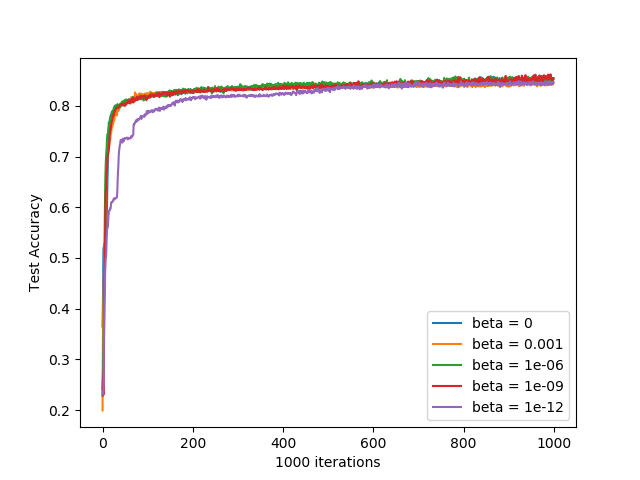 0.8
0.7
0.6
0.5
0.4
0.3
0.2
Test Accuracy
beta = 0
beta = 0.001
beta = 1e-06
beta = 1e-09
beta = 1e-12
0 200 400 600 800 1000
1000 iterations